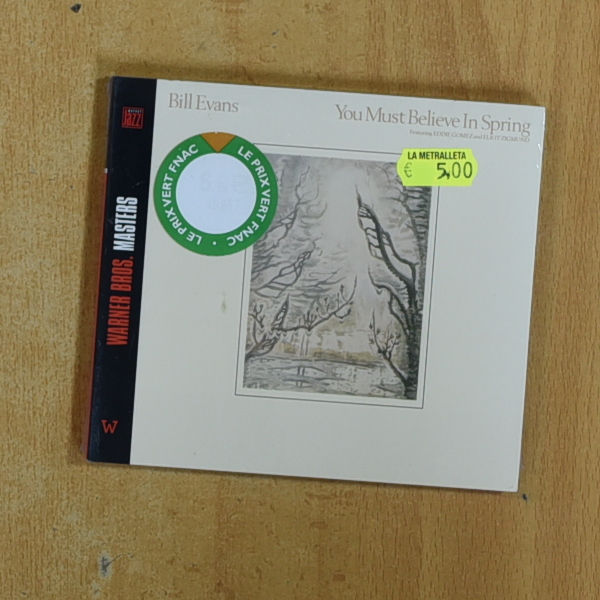 WARNER JAZZ
WARNER BROS. MASTERS
W
Bill Evans
You Must Believe In Spring
Featuring EDDIE GOMEZ and ELIOT ZIGMUND
LE PRIX VERT FNAC • LE PRIX VERT FNAC •
LA METRALLETA
€ 5,00